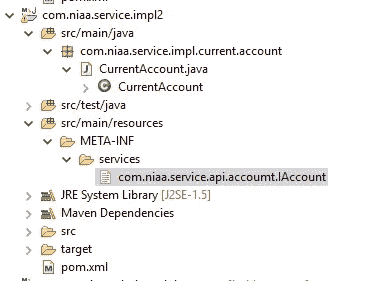 com.niaa.service.impl2
src/main/java
com.niaa.service.impl.current.account
CurrentAccount.java
CurrentAccount
src/test/java
src/main/resources
META-INF
services
com.niaa.service.api.accoumt.IAccount
JRE System Library [J2SE-1.5]
Maven Dependencies
src
target
pom.xml